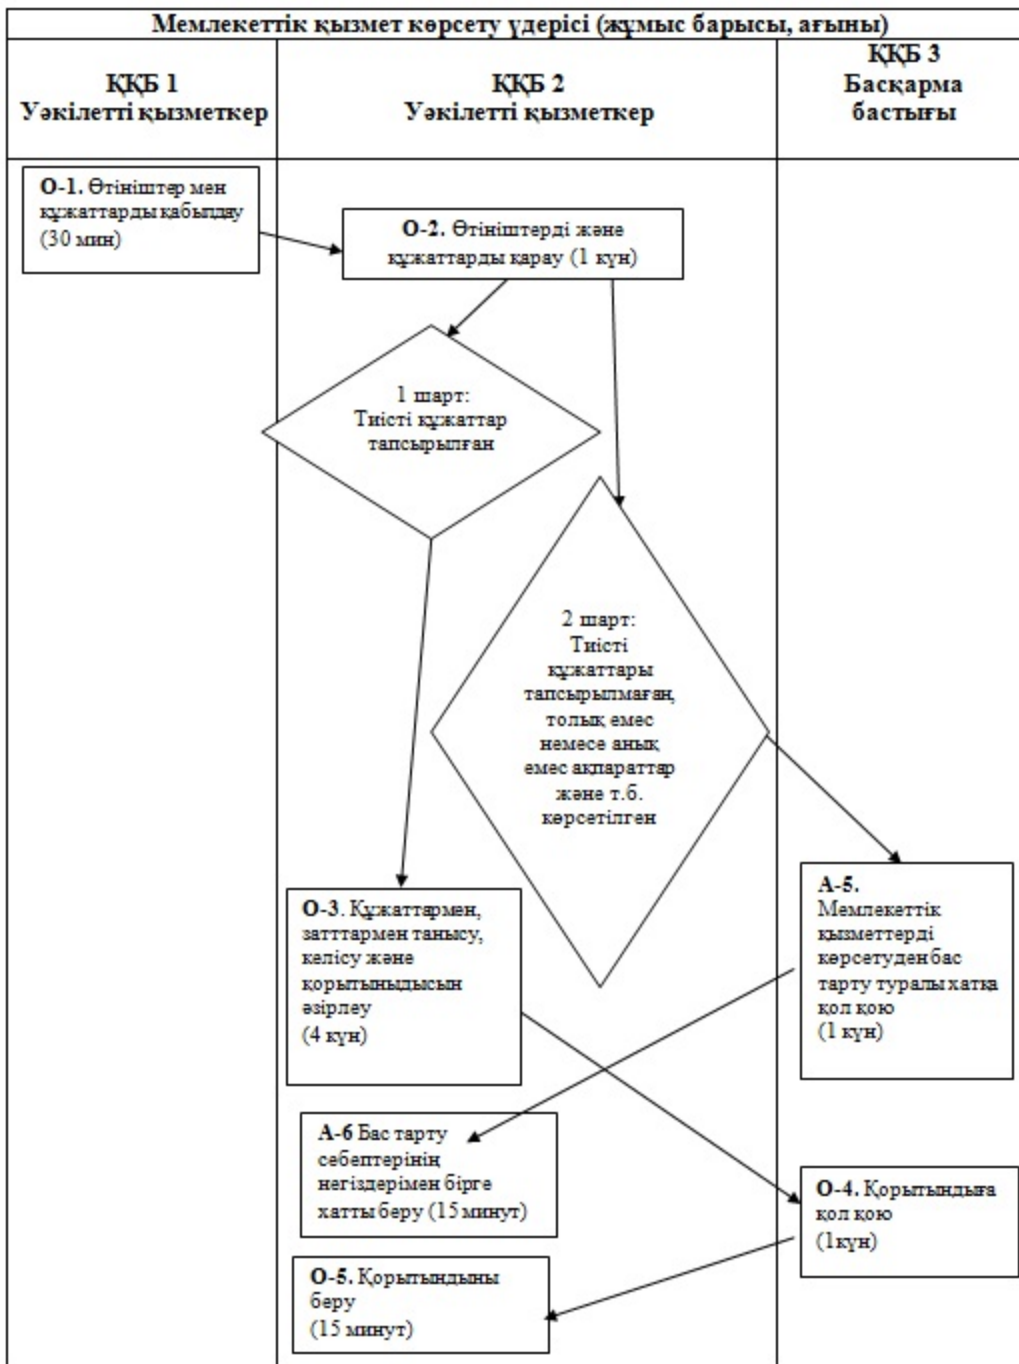 Мемлекеттік қызмет көрсету үдерісі (жұмыс барысы, ағыны)
ҚҚБ 1
Уәкілетті қызметкер
ҚҚБ 2
Уәкілетті қызметкер
ҚҚБ 3
Басқарма
бастығы
О-1. Өтініштер мен
құжаттарды қабылдау
(30 мин)
О-2. Өтініштерді және
құжаттарды қарау (1 күн)
1 шарт:
Тиісті құжаттар
тапсырылған
2 шарт:
Тиісті
құжаттары
тапсырылмаған,
толық емес
немесе анық
емес ақпараттар
және т.б.
көрсетілген
О-3. Құжаттармен,
затттармен танысу,
келісу және
қорытыныдысын
әзірлеу
(4 күн)
А-5.
Мемлекеттік
қызметтерді
көрсетуден бас
тарту туралы хатқа
қол қою
(1 күн)
А-6 Бас тарту
себептерінің
негіздерімен бірге
хатты беру (15 минут)
О-4. Қорытындыға
қол қою
(1күн)
О-5. Қорытындыны
беру
(15 минут)